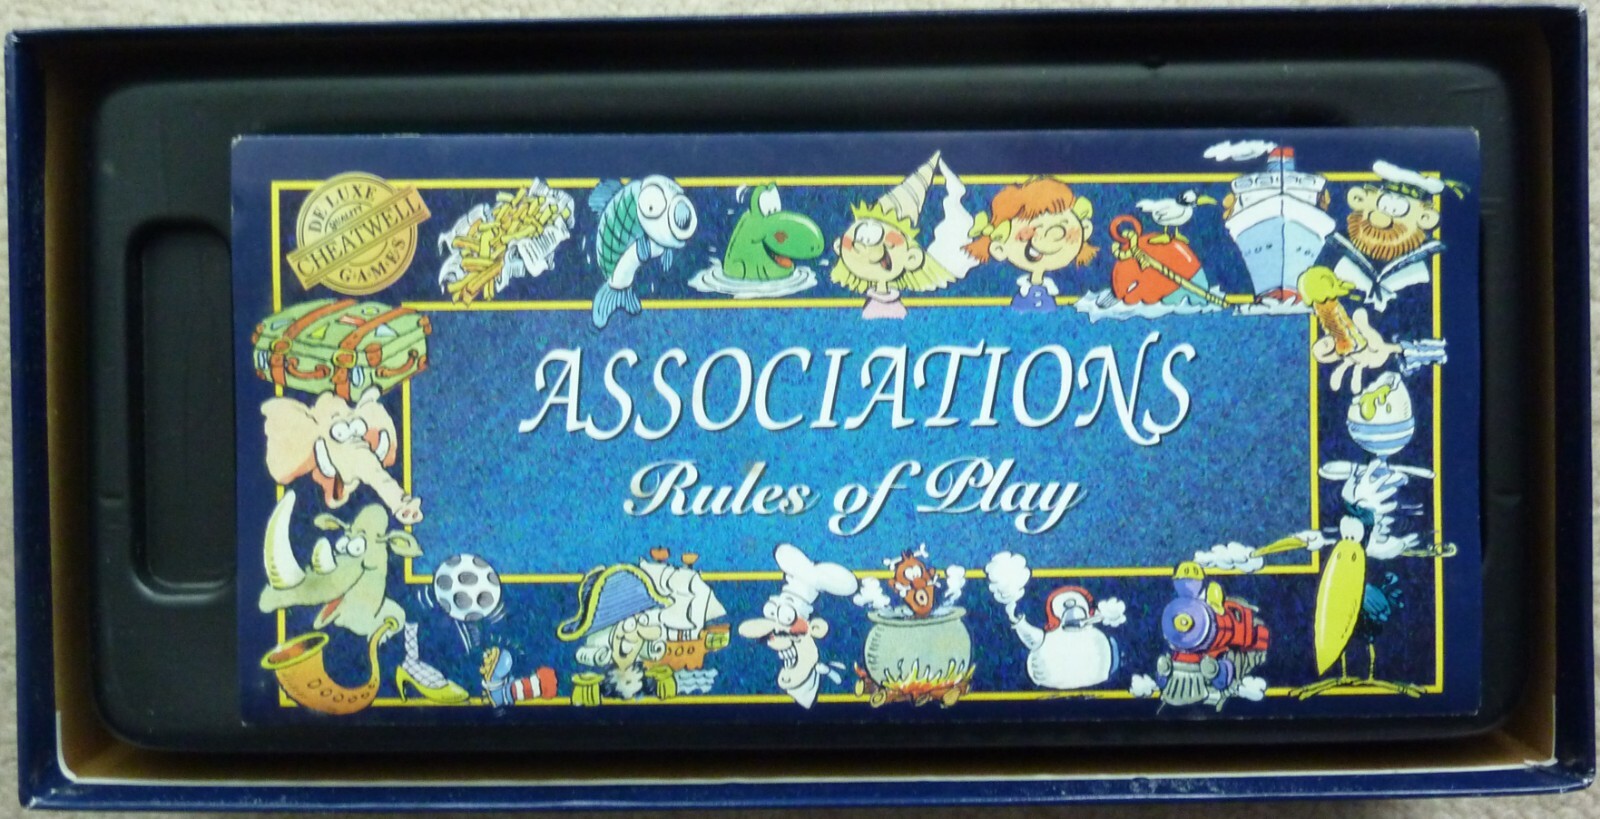 DE LUXE
QUALITY
CHEATWELL
GAMES
ASSOCIATIONS
Rules of Play